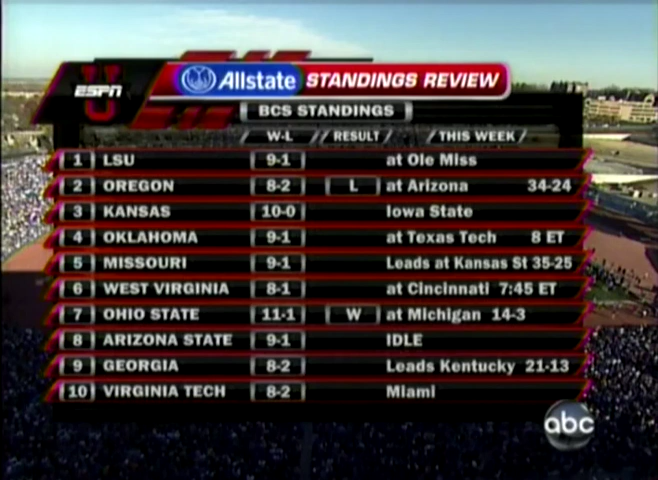 ESPN U Allstate STANDINGS REVIEW
BCS STANDINGS
W-L RESULT THIS WEEK
1 LSU 9-1 at Ole Miss
2 OREGON 8-2 L at Arizona 34-24
3 KANSAS 10-0 Iowa State
4 OKLAHOMA 9-1 at Texas Tech 8 ET
5 MISSOURI 9-1 Leads at Kansas St 35-25
6 WEST VIRGINIA 8-1 at Cincinnati 7:45 ET
7 OHIO STATE 11-1 W at Michigan 14-3
8 ARIZONA STATE 9-1 IDLE
9 GEORGIA 8-2 Leads Kentucky 21-13
10 VIRGINIA TECH 8-2 Miami
abc